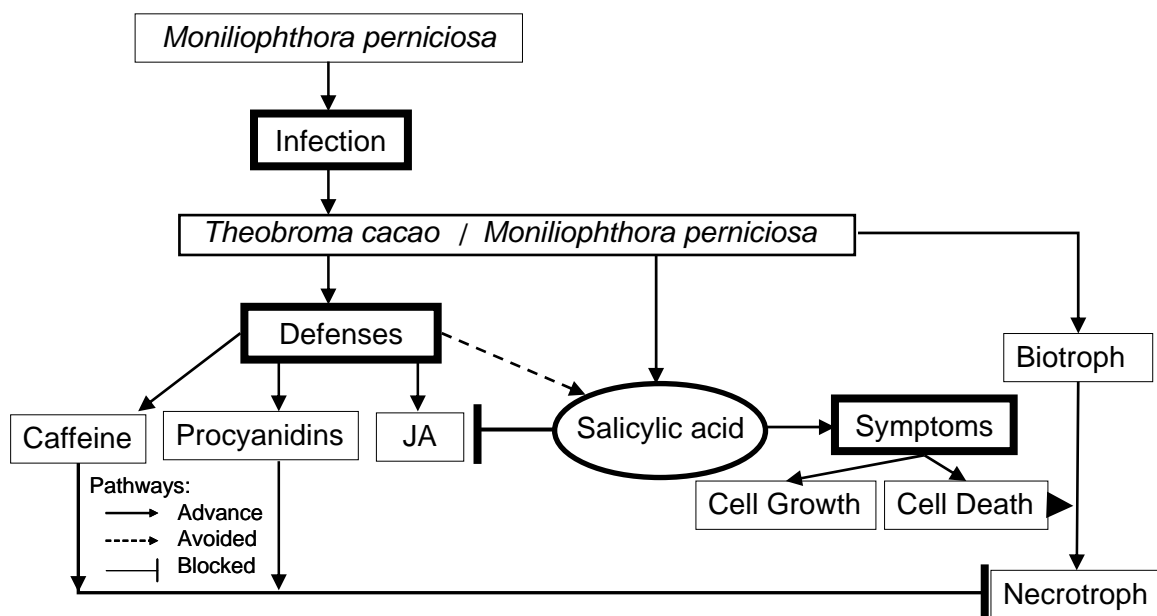 Moniliophthora perniciosa
Infection
Theobroma cacao / Moniliophthora perniciosa
Defenses
Biotroph
Caffeine
Procyanidins
JA
Salicylic acid
Symptoms
Cell Growth
Cell Death
Pathways:
Advance
Avoided
Blocked
Necrotroph